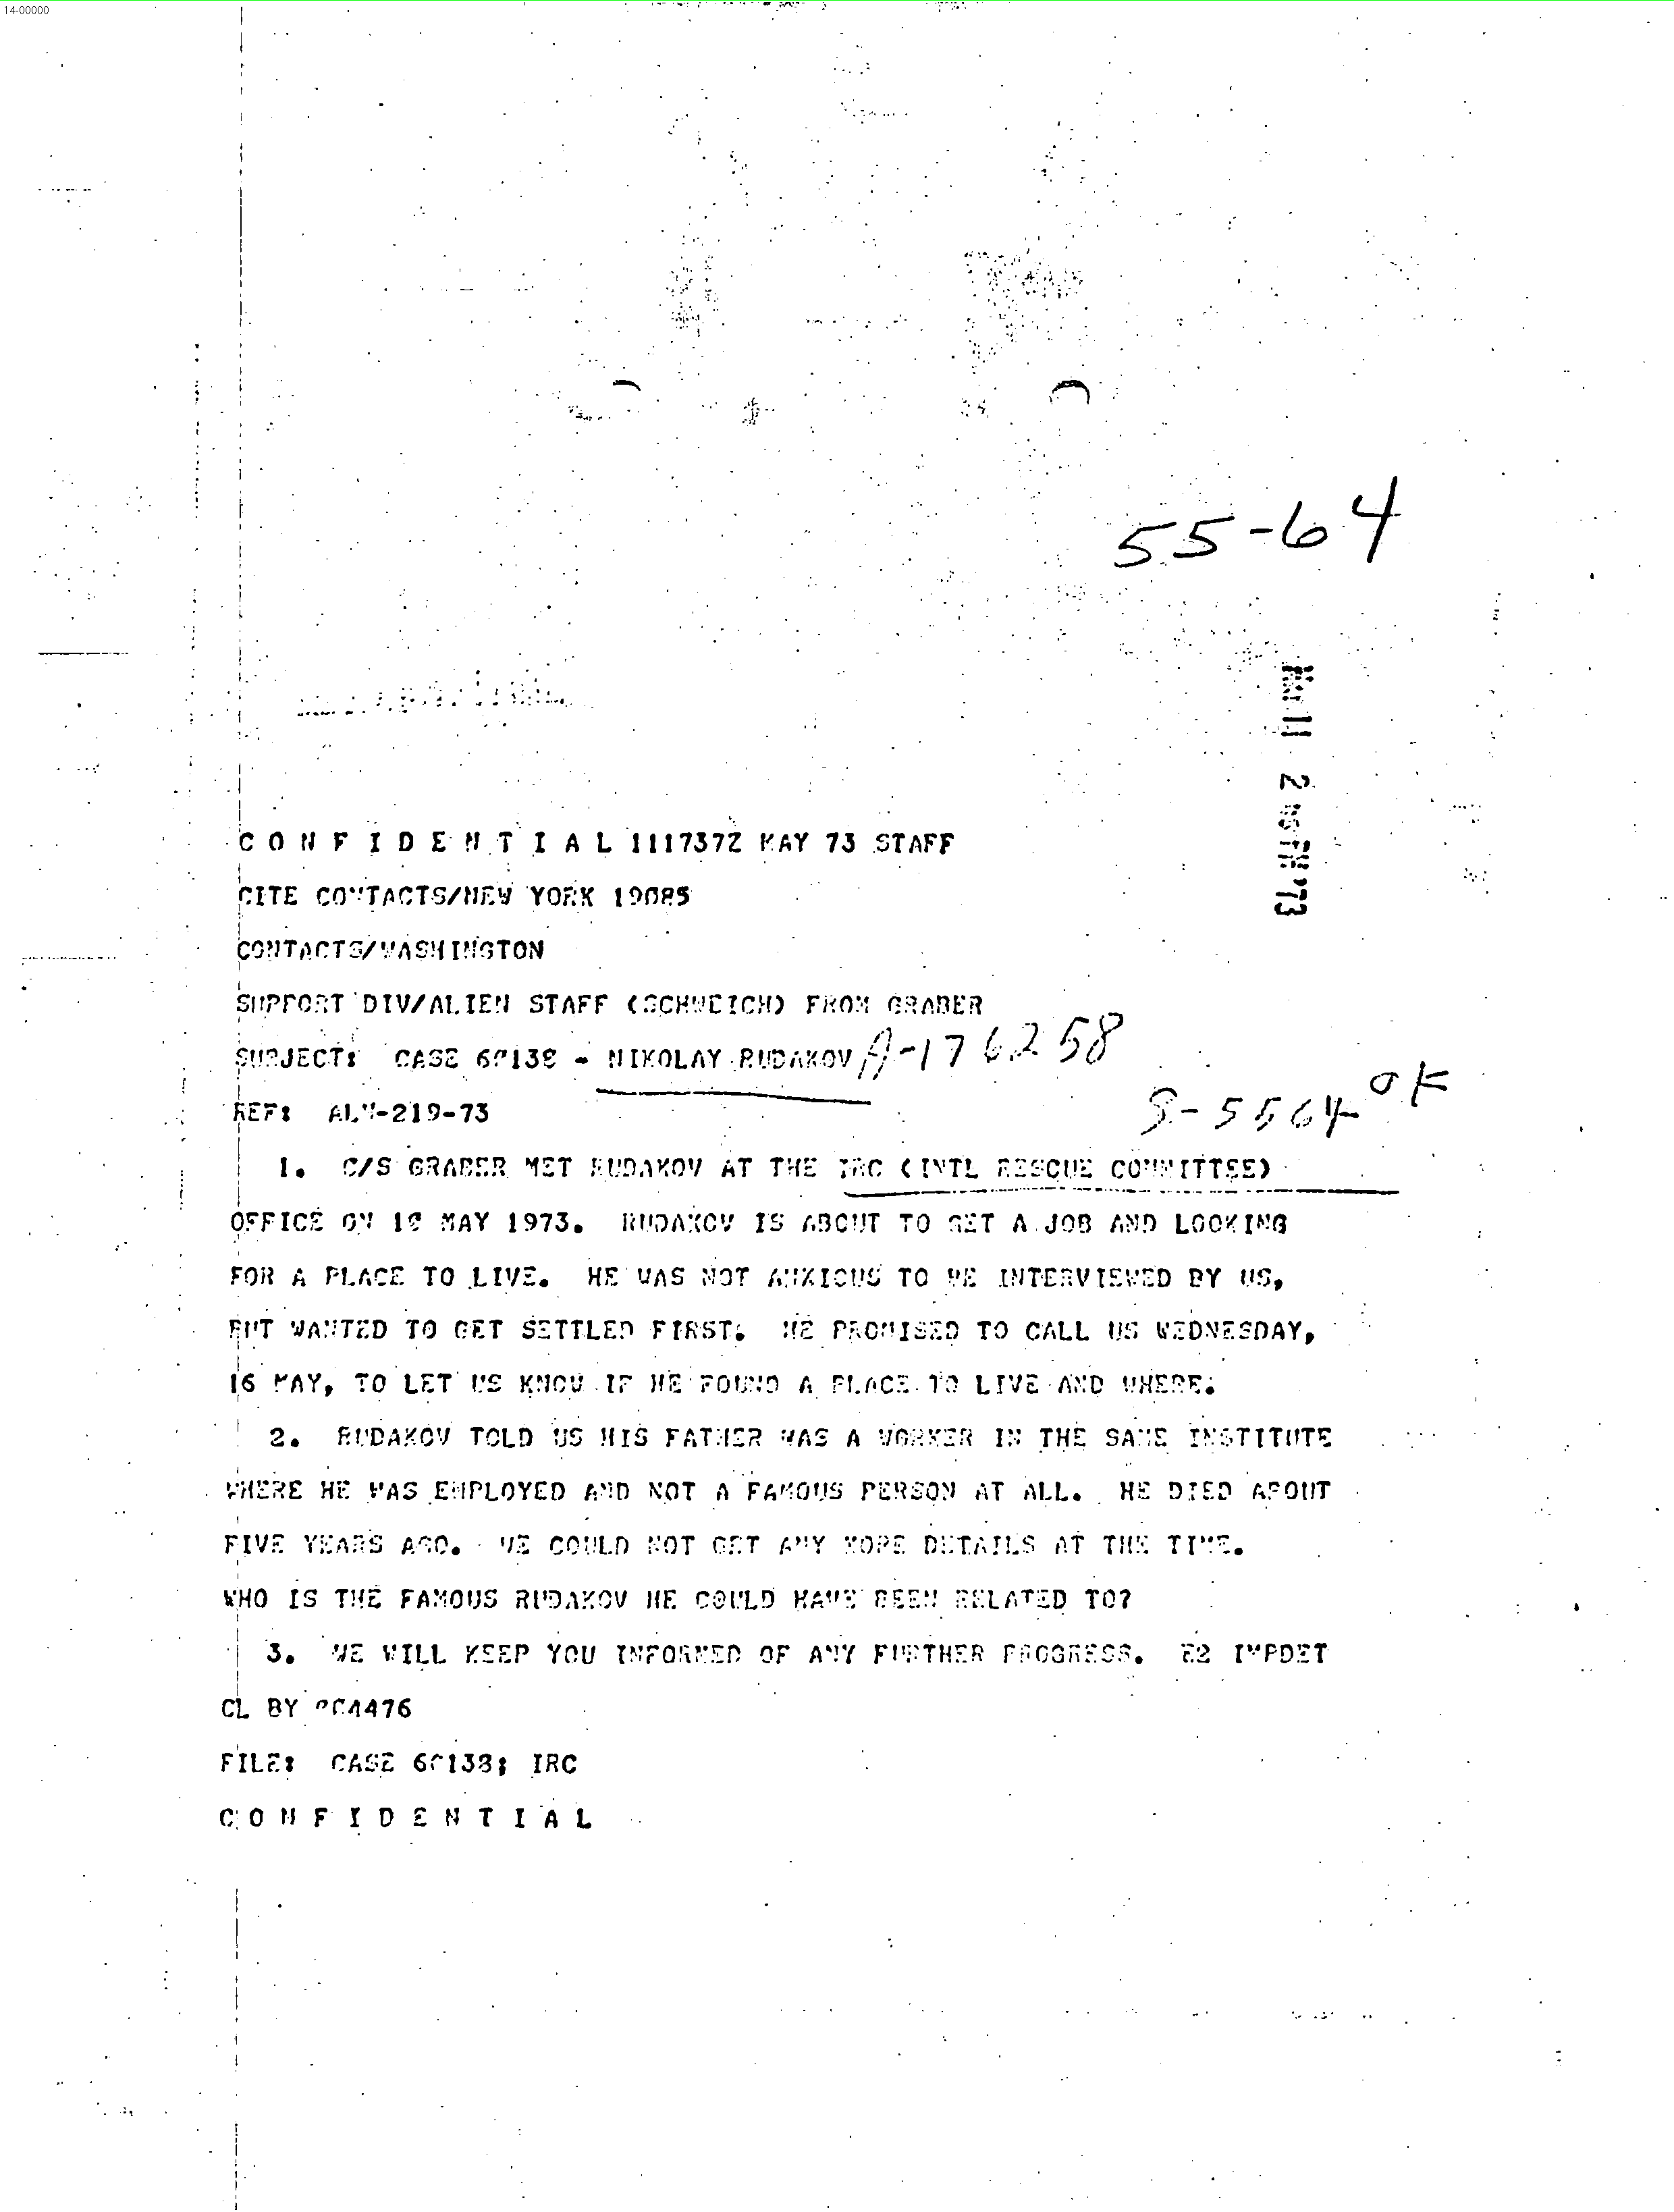 14-00000
55-64
2 PM '73
C O N F I D E N T I A L 111737Z MAY 73 STAFF
CITE CONTACTS/NEW YORK 19085
CONTACTS/WASHINGTON
SUPPORT DIV/ALIEN STAFF (SCHWEICH) FROM GRABER
SUBJECT: CASE 60138 - NIKOLAY RUDAKOV A-176258
S-5564 OK
REF: ALW-219-73
1. C/S GRABER MET RUDAKOV AT THE IRC (INTL RESCUE COMMITTEE)
OFFICE ON 10 MAY 1973. RUDAKOV IS ABOUT TO GET A JOB AND LOOKING
FOR A PLACE TO LIVE. HE WAS NOT ANXIOUS TO BE INTERVIEWED BY US,
BUT WANTED TO GET SETTLED FIRST. HE PROMISED TO CALL US WEDNESDAY,
16 MAY, TO LET US KNOW IF HE FOUND A PLACE TO LIVE AND WHERE.
2. RUDAKOV TOLD US HIS FATHER WAS A WORKER IN THE SAME INSTITUTE
WHERE HE WAS EMPLOYED AND NOT A FAMOUS PERSON AT ALL. HE DIED ABOUT
FIVE YEARS AGO. WE COULD NOT GET ANY MORE DETAILS AT THE TIME.
WHO IS THE FAMOUS RUDAKOV HE COULD HAVE BEEN RELATED TO?
3. WE WILL KEEP YOU INFORMED OF ANY FURTHER PROGRESS. E2 IMPDET
CL BY 004476
FILE: CASE 60138; IRC
C O N F I D E N T I A L